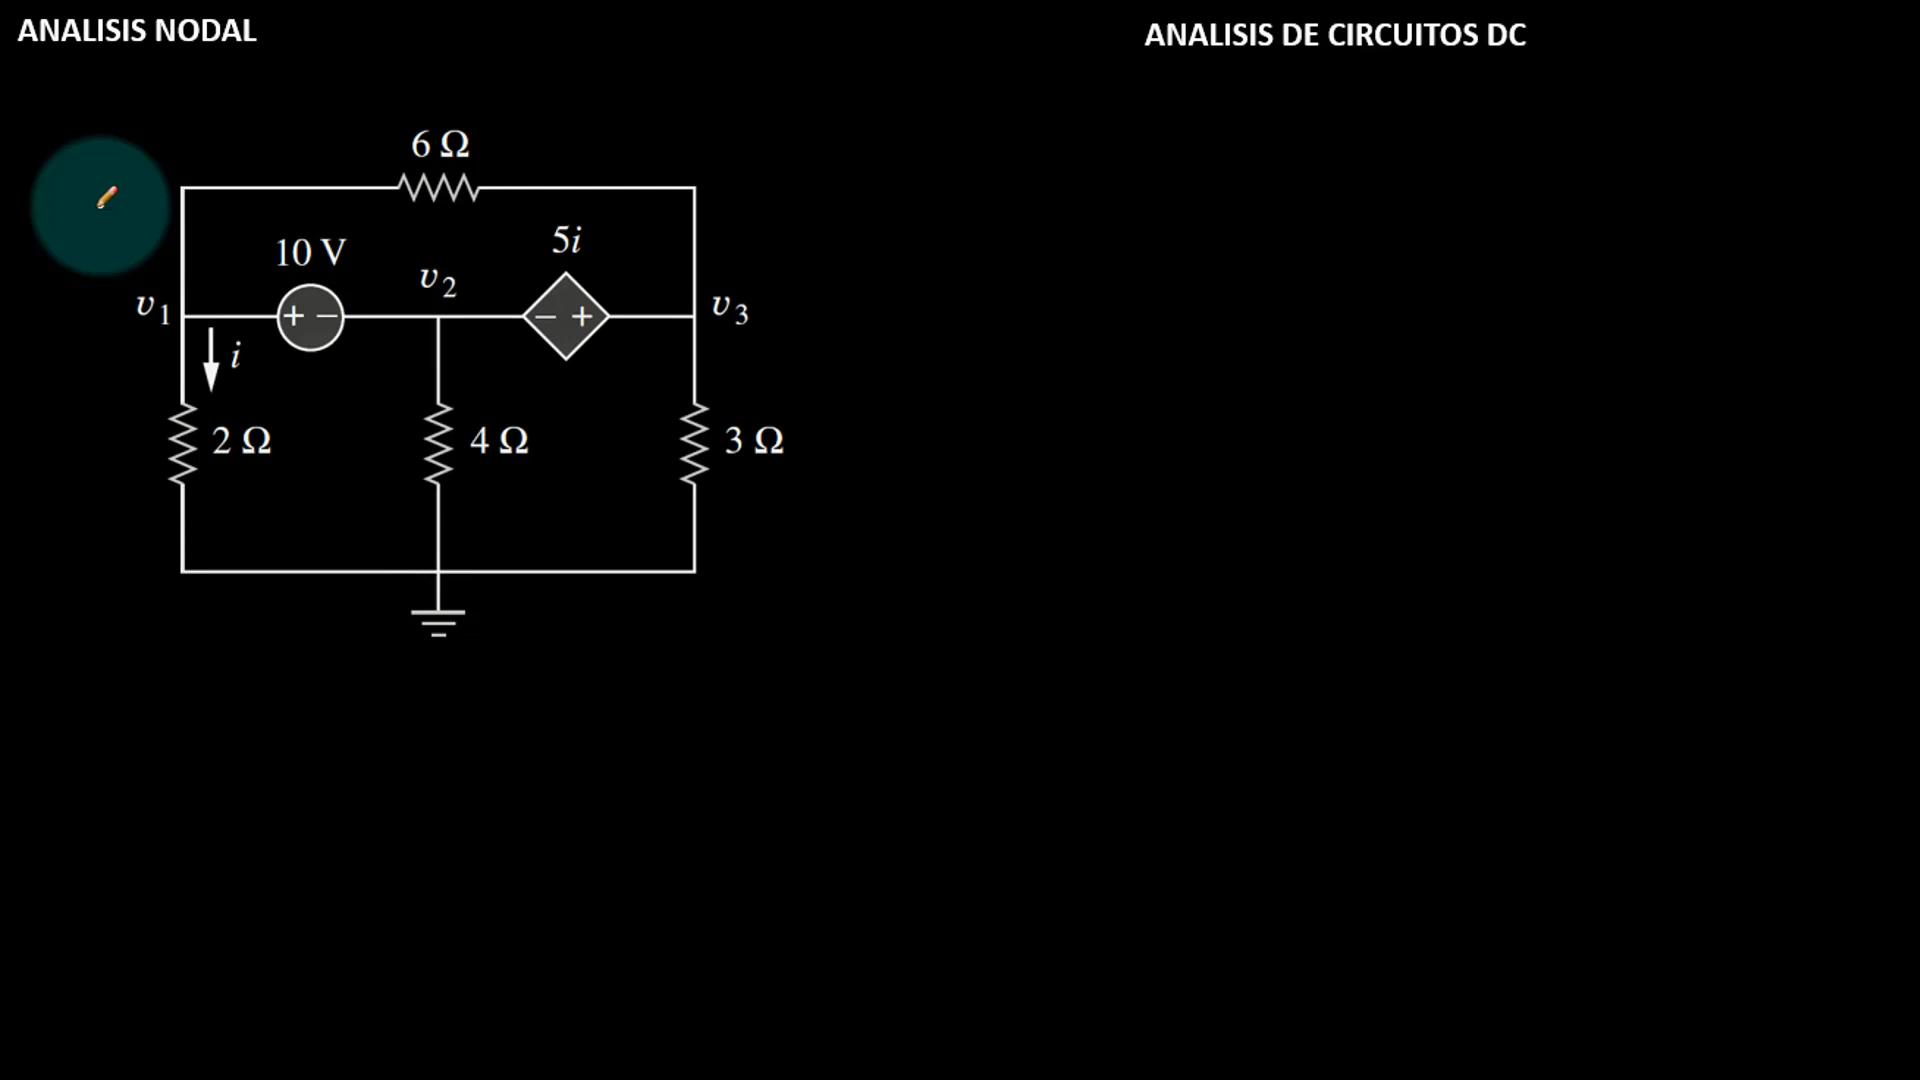 ANALISIS NODAL
ANALISIS DE CIRCUITOS DC
6 Ω
5i
10 V
v2
v1
+ −
− +
v3
i
2 Ω
4 Ω
3 Ω